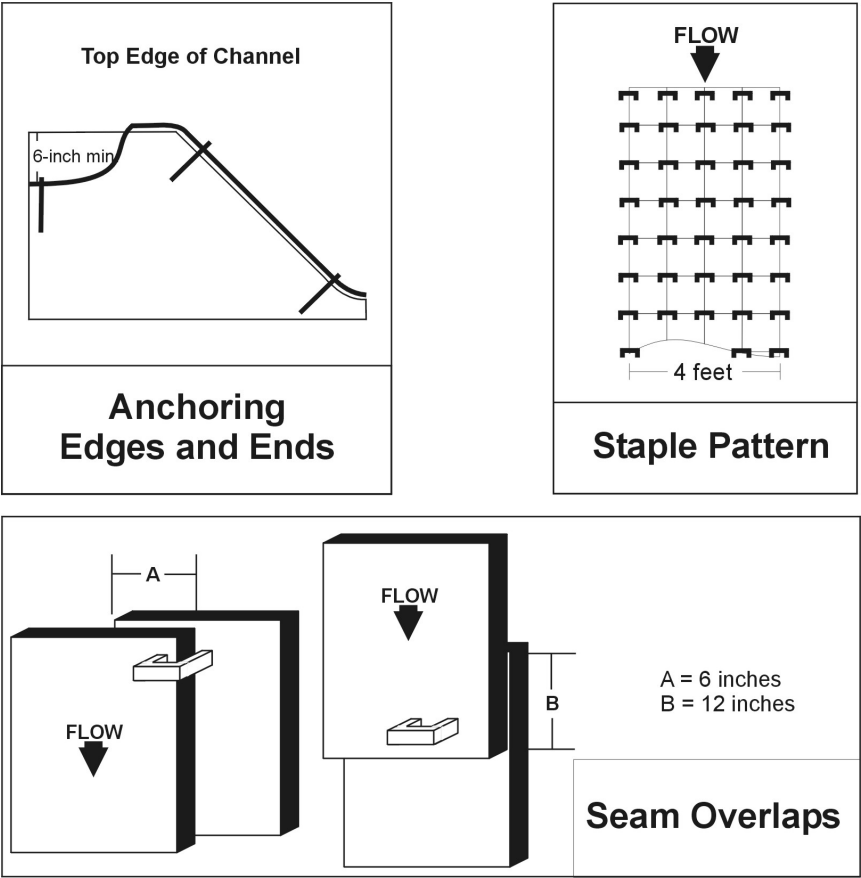 Top Edge of Channel
6-inch min
Anchoring
Edges and Ends
FLOW
4 feet
Staple Pattern
A
FLOW
FLOW
B
A = 6 inches
B = 12 inches
Seam Overlaps